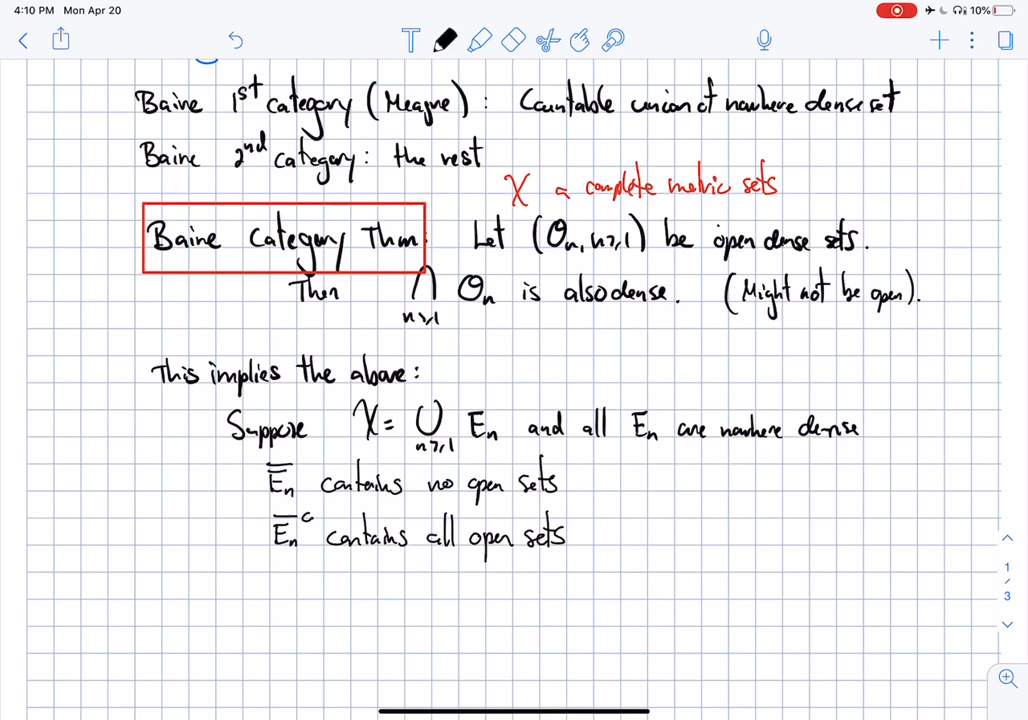 4:10 PM Mon Apr 20
10%
T
Baire 1st category (Meagre) : Countable union of nowhere dense set
Baire 2nd category : the rest
X a complete metric sets
Baire Category Thm : Let (On, n≥1) be open dense sets.
Then ⋂ n≥1 On is also dense. (Might not be open).
This implies the above :
Suppose X = ⋃ n≥1 En and all En are nowhere dense
E̅n contains no open sets
E̅nᶜ contains all open sets
1
/
3